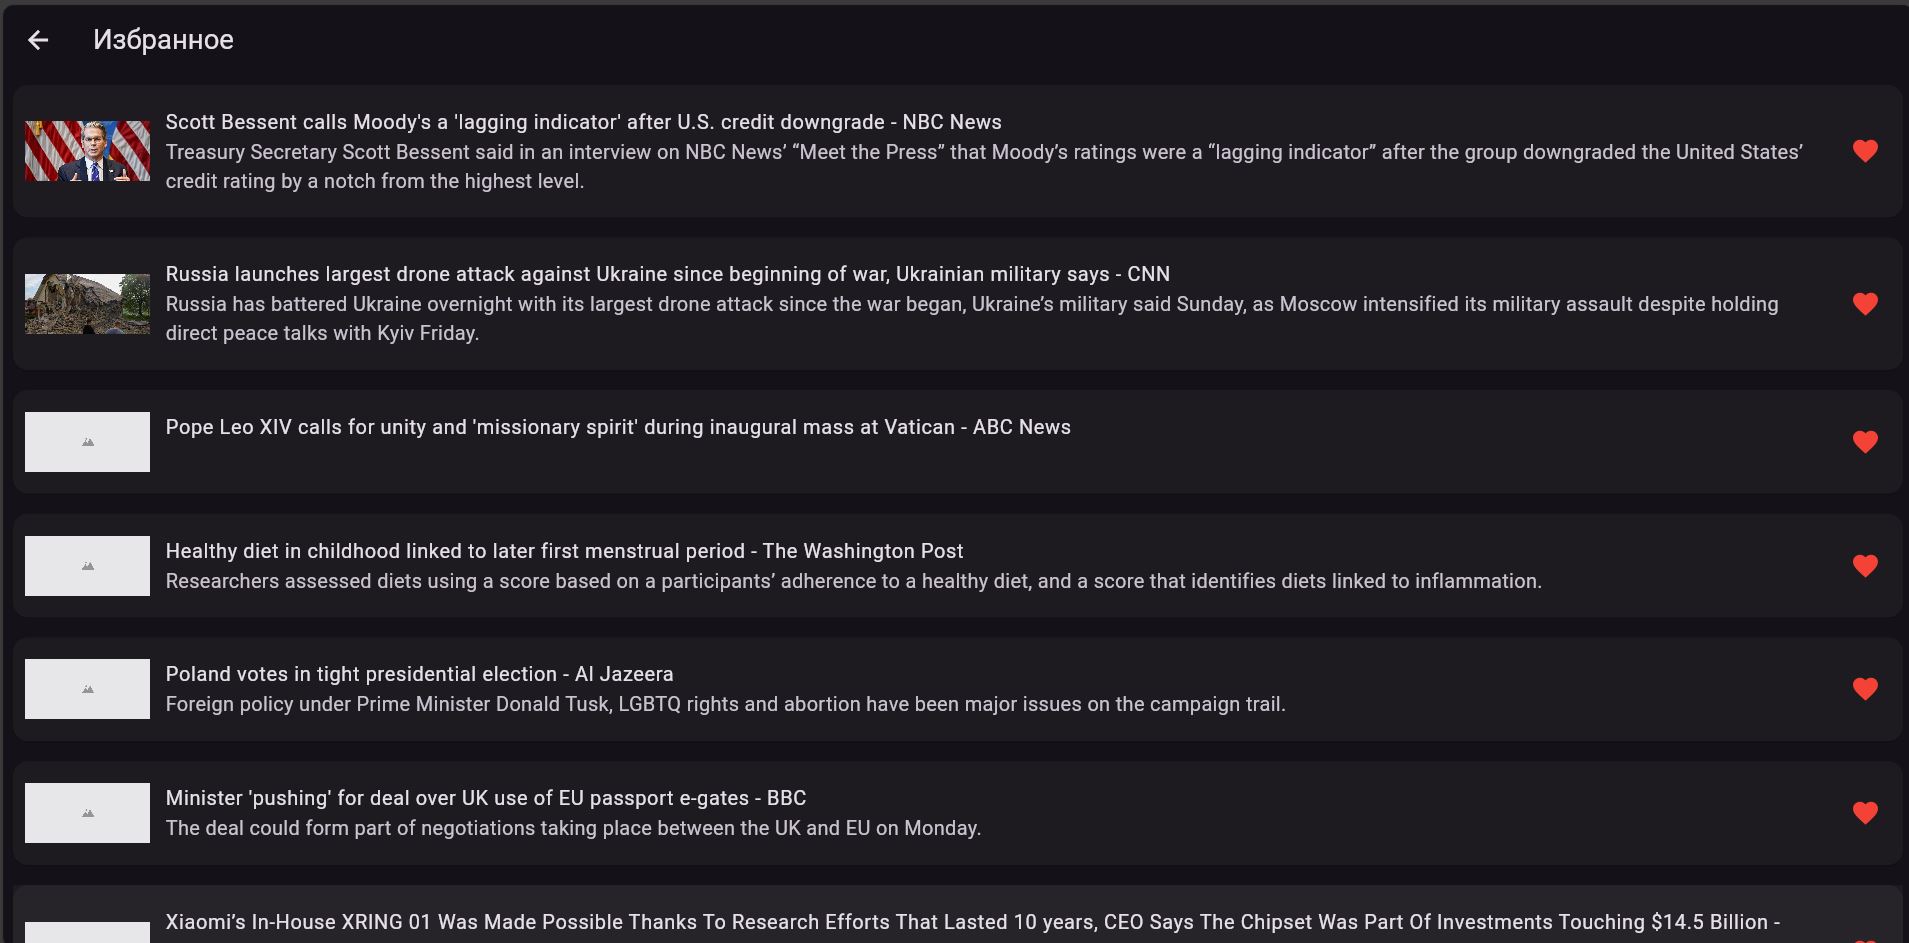 Избранное
Scott Bessent calls Moody's a 'lagging indicator' after U.S. credit downgrade - NBC News
Treasury Secretary Scott Bessent said in an interview on NBC News’ “Meet the Press” that Moody’s ratings were a “lagging indicator” after the group downgraded the United States’
credit rating by a notch from the highest level.
Russia launches largest drone attack against Ukraine since beginning of war, Ukrainian military says - CNN
Russia has battered Ukraine overnight with its largest drone attack since the war began, Ukraine’s military said Sunday, as Moscow intensified its military assault despite holding
direct peace talks with Kyiv Friday.
Pope Leo XIV calls for unity and 'missionary spirit' during inaugural mass at Vatican - ABC News
Healthy diet in childhood linked to later first menstrual period - The Washington Post
Researchers assessed diets using a score based on a participants’ adherence to a healthy diet, and a score that identifies diets linked to inflammation.
Poland votes in tight presidential election - Al Jazeera
Foreign policy under Prime Minister Donald Tusk, LGBTQ rights and abortion have been major issues on the campaign trail.
Minister 'pushing' for deal over UK use of EU passport e-gates - BBC
The deal could form part of negotiations taking place between the UK and EU on Monday.
Xiaomi’s In-House XRING 01 Was Made Possible Thanks To Research Efforts That Lasted 10 years, CEO Says The Chipset Was Part Of Investments Touching $14.5 Billion -